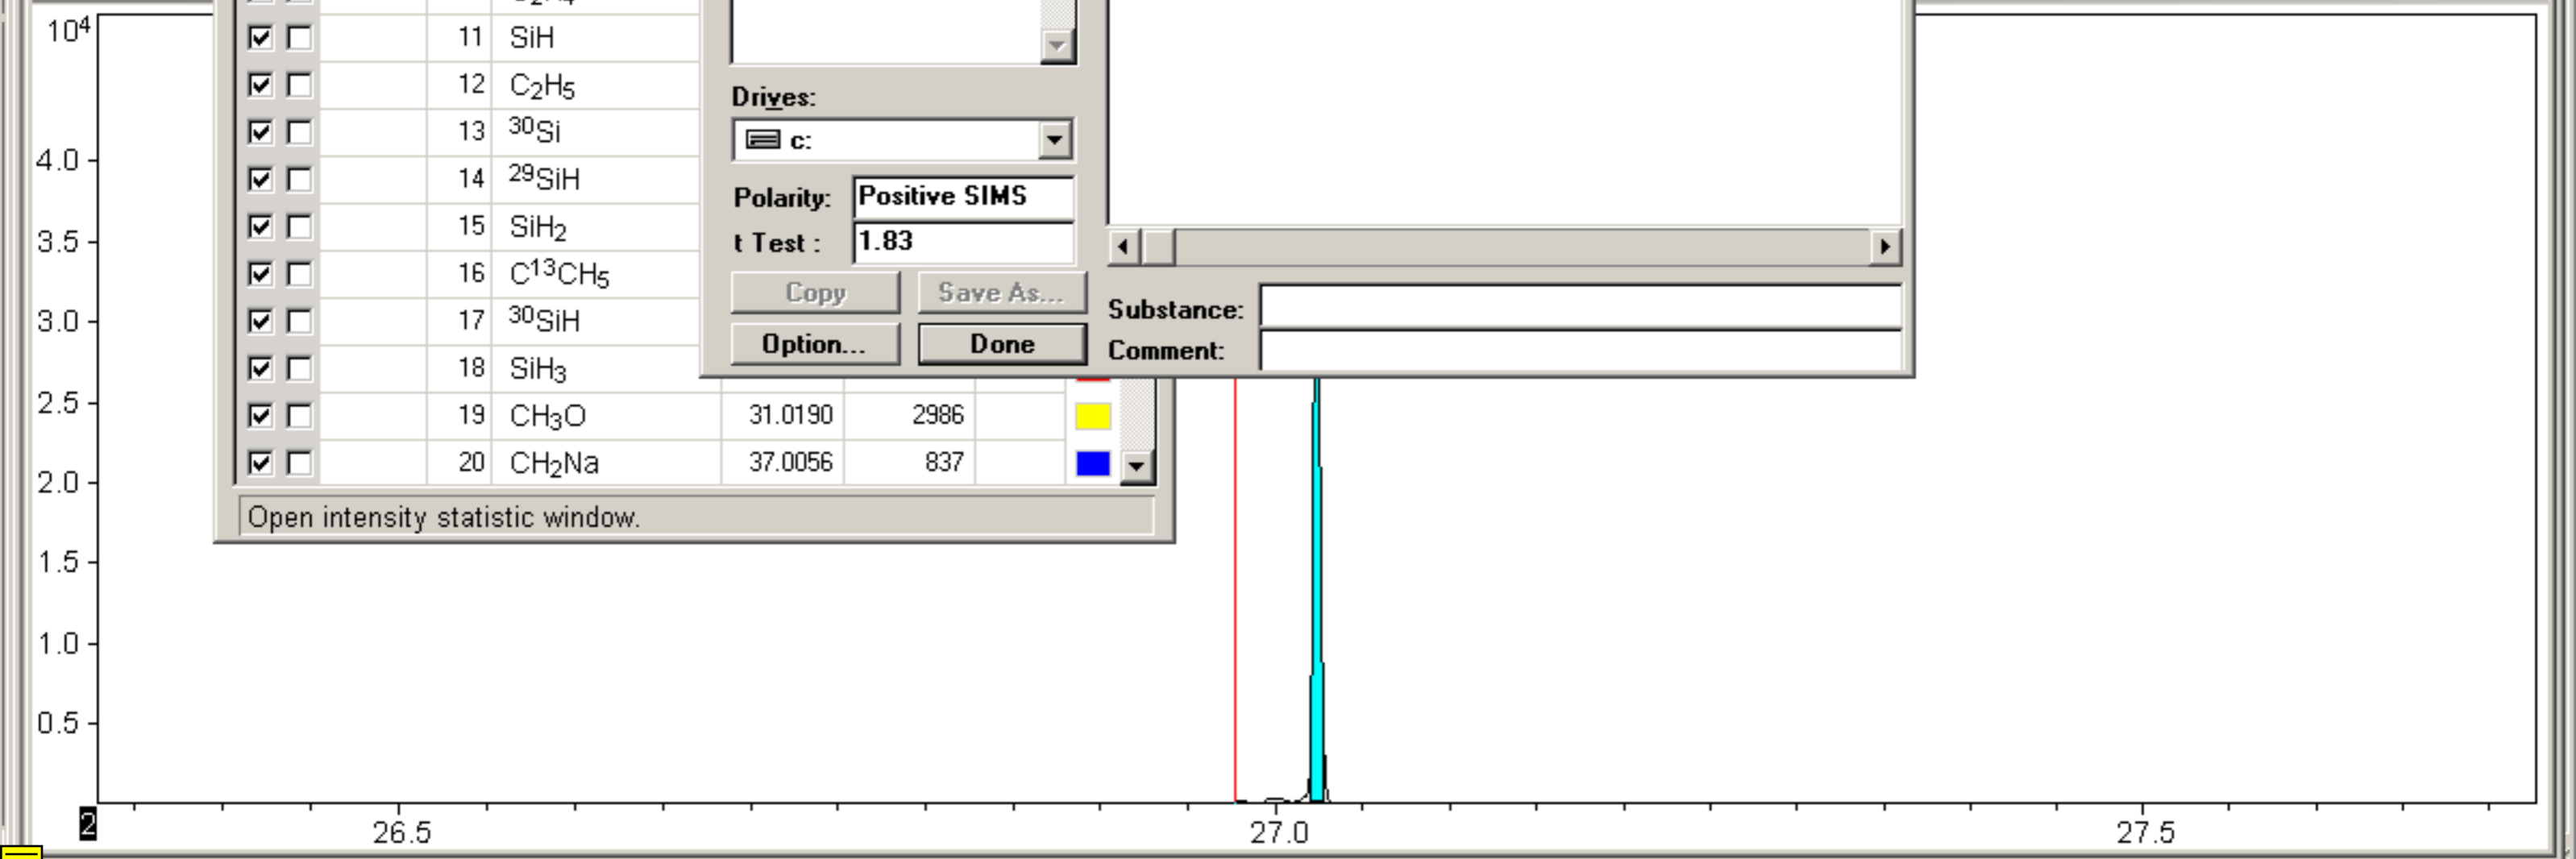 10⁴
11 SiH
12 C₂H₅
Drives:
13 ³⁰Si
c:
4.0
14 ²⁹SiH
Polarity: Positive SIMS
15 SiH₂
3.5
t Test : 1.83
16 C¹³CH₅
Copy Save As...
Substance:
3.0
17 ³⁰SiH
Option... Done
Comment:
18 SiH₃
2.5
19 CH₃O 31.0190 2986
20 CH₂Na 37.0056 837
2.0
Open intensity statistic window.
1.5
1.0
0.5
2
26.5 27.0 27.5